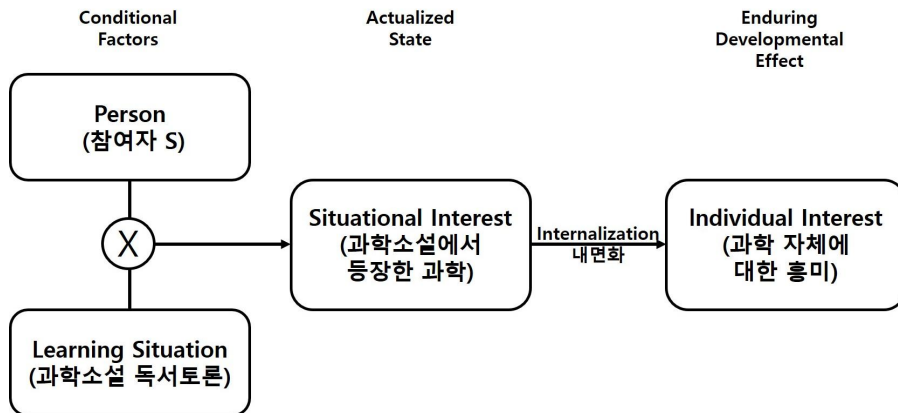 Conditional
Factors
Actualized
State
Enduring
Developmental
Effect
Person
(참여자 S)
X
Learning Situation
(과학소설 독서토론)
Situational Interest
(과학소설에서
등장한 과학)
Internalization
내면화
Individual Interest
(과학 자체에
대한 흥미)